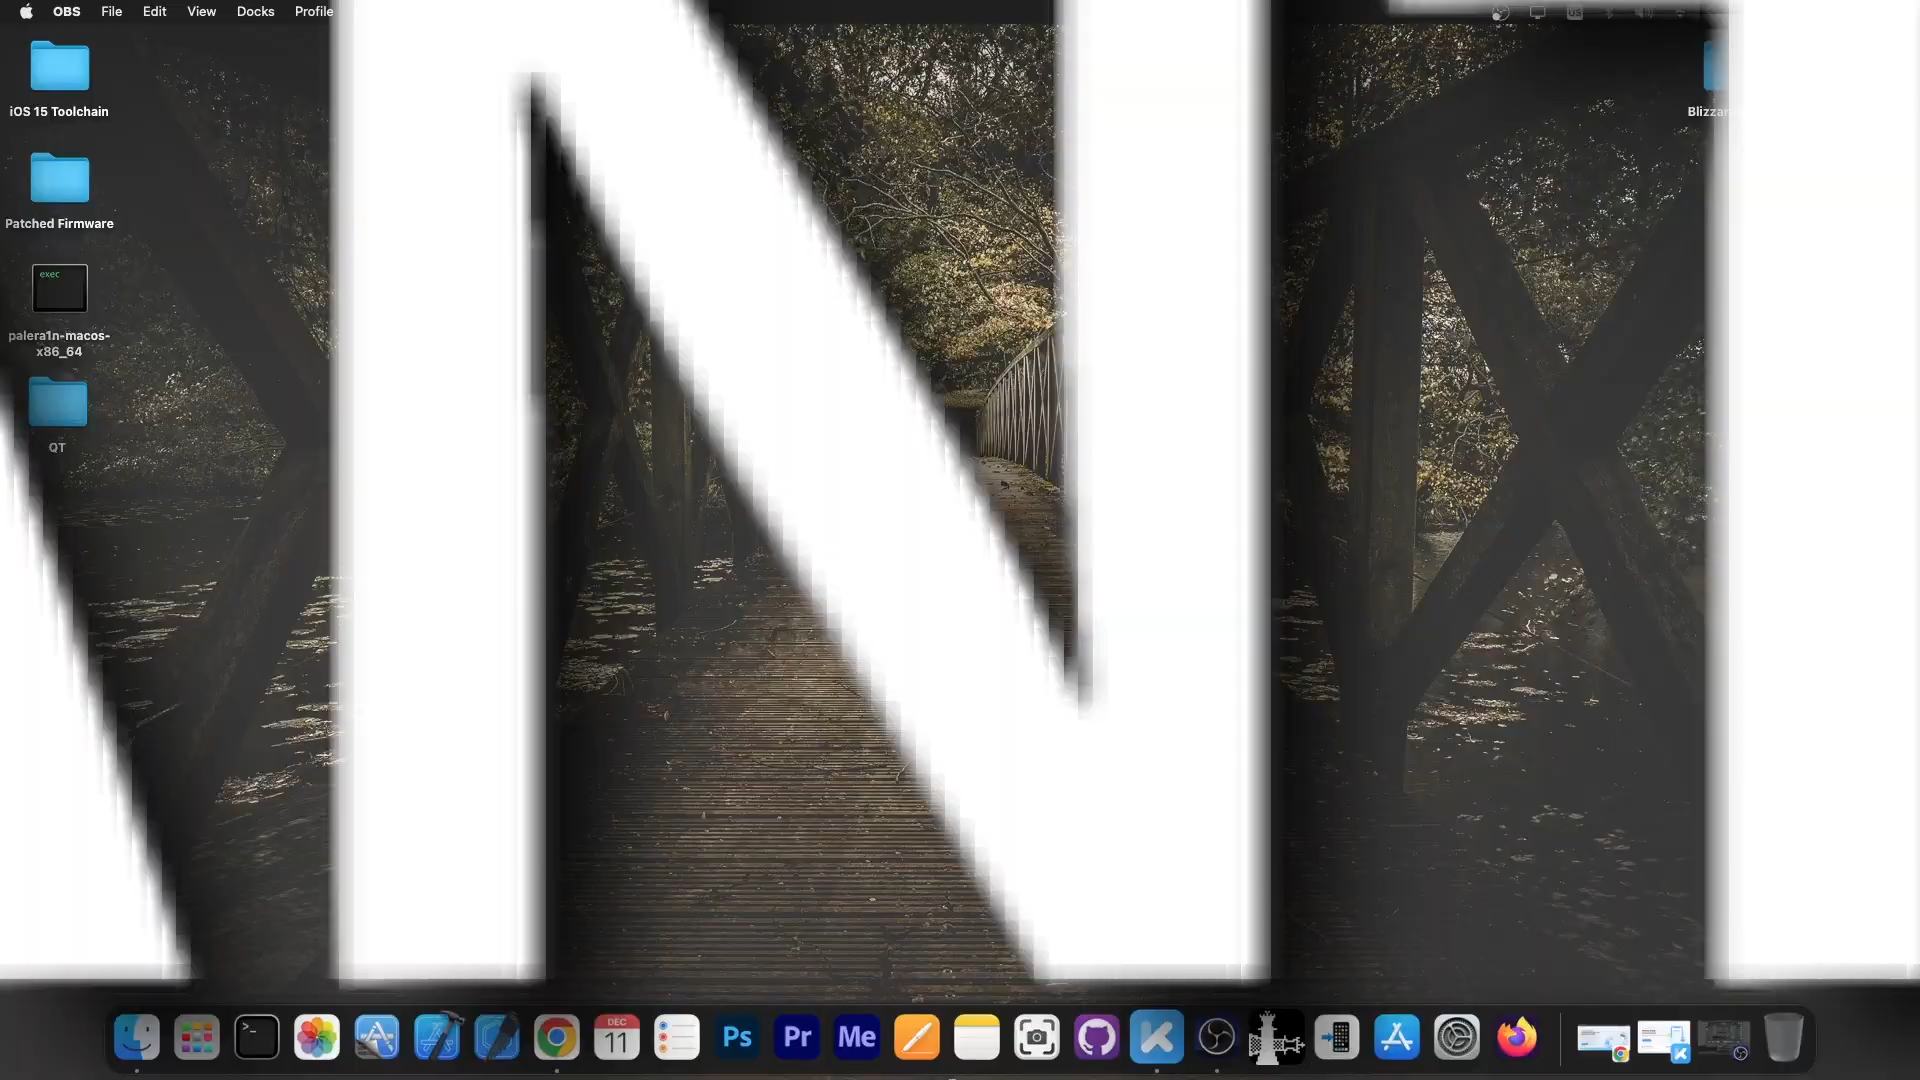 OBS File Edit View Docks Profile
US
iOS 15 Toolchain
Patched Firmware
exec
palera1n-macos-
x86_64
QT
N
DEC
11
Ps
Pr
Me